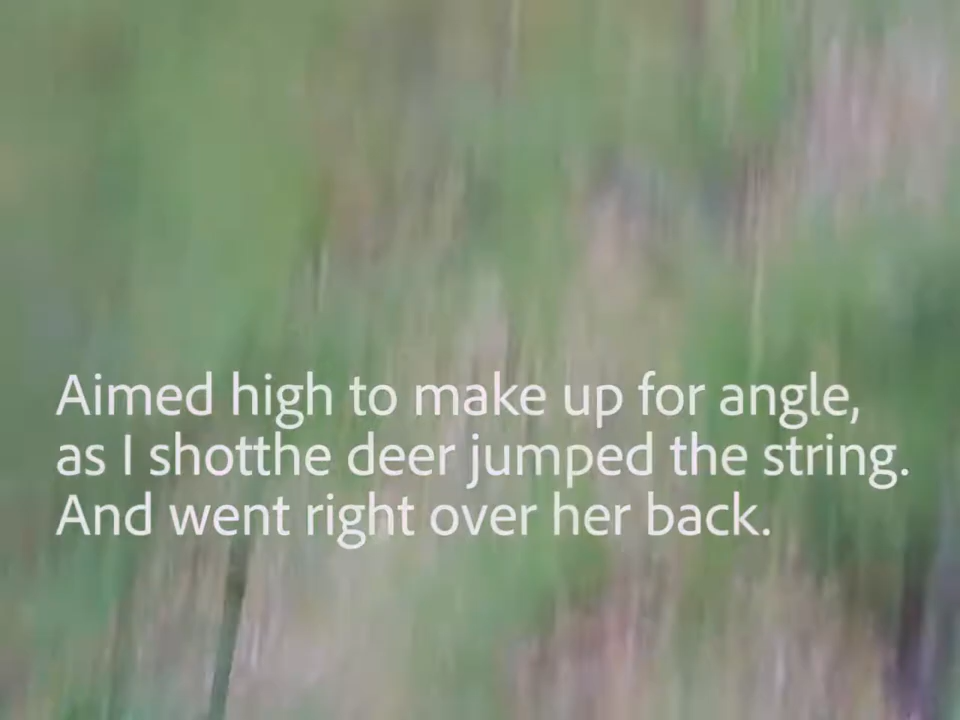 Aimed high to make up for angle,
as I shotthe deer jumped the string.
And went right over her back.